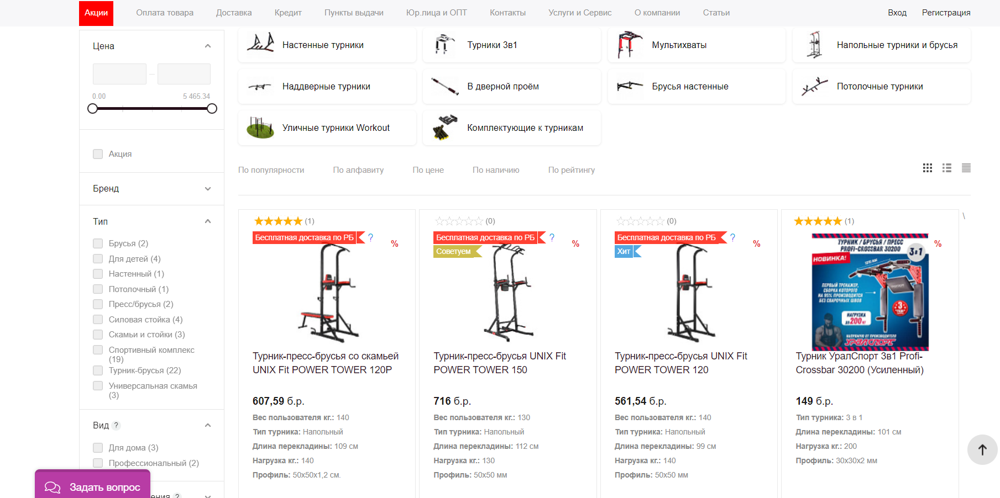 Акции Оплата товара Доставка Кредит Пункты выдачи Юр.лица и ОПТ Контакты Услуги и Сервис О компании Статьи Вход Регистрация
Цена
0.00 5 465.34
Акция
Бренд
Тип
Брусья (2)
Для детей (4)
Настенный (1)
Потолочный (1)
Пресс/брусья (2)
Силовая стойка (4)
Скамьи и стойки (3)
Спортивный комплекс
(19)
Турник-брусья (22)
Универсальная скамья
(3)
Вид ?
Для дома (3)
Профессиональный (2)
ения ?
Задать вопрос
Настенные турники
Турники 3в1
Мультихваты
Напольные турники и брусья
Наддверные турники
В дверной проём
Брусья настенные
Потолочные турники
Уличные турники Workout
Комплектующие к турникам
По популярности По алфавиту По цене По наличию По рейтингу
(1)
Бесплатная доставка по РБ ?
%
Турник-пресс-брусья со скамьей
UNIX Fit POWER TOWER 120P
607,59 б.р.
Вес пользователя кг.: 140
Тип турника: Напольный
Длина перекладины: 109 см
Нагрузка кг.: 140
Профиль: 50х50х1,2 см.
(0)
Бесплатная доставка по РБ ?
%
Советуем
Турник-пресс-брусья UNIX Fit
POWER TOWER 150
716 б.р.
Вес пользователя кг.: 130
Тип турника: Напольный
Длина перекладины: 112 см
Нагрузка кг.: 130
Профиль: 50х50 мм
(0)
Бесплатная доставка по РБ ?
%
Хит
Турник-пресс-брусья UNIX Fit
POWER TOWER 120
561,54 б.р.
Вес пользователя кг.: 140
Тип турника: Напольный
Длина перекладины: 99 см
Нагрузка кг.: 140
Профиль: 50х50 мм
(1)
%
\
ТУРНИК / БРУСЬЯ / ПРЕСС
PROFI-CROSSBAR 30200
3в1
НОВИНКА!
ПЕРВЫЙ ТРЕНАЖЕР,
СБОРКА КОТОРОГО
НА 95% ПРОИЗВОДИТСЯ
БЕЗ СВАРОЧНЫХ ШВОВ
3
НАГРУЗКА
ДО 200 КГ
НАПРЯМУЮ ОТ ПРОИЗВОДИТЕЛЯ
УРАЛСПОРТ
Турник УралСпорт 3в1 Profi-
Crossbar 30200 (Усиленный)
149 б.р.
Тип турника: 3 в 1
Длина перекладины: 101 см
Нагрузка кг.: 200
Профиль: 30х30х2 мм